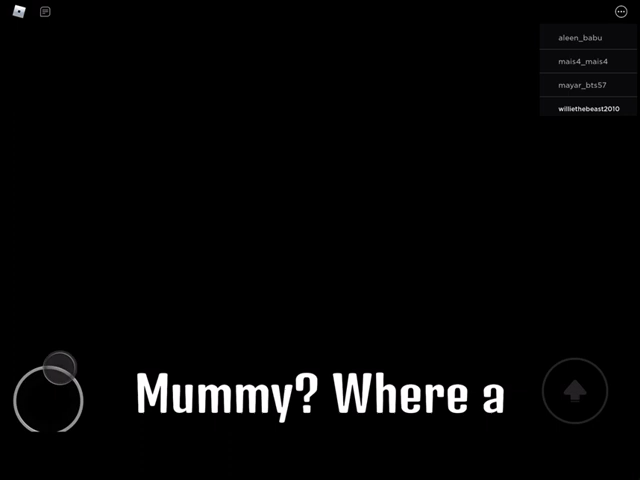 aleen_babu
mais4_mais4
mayar_bts57
williethebeast2010
Mummy? Where a